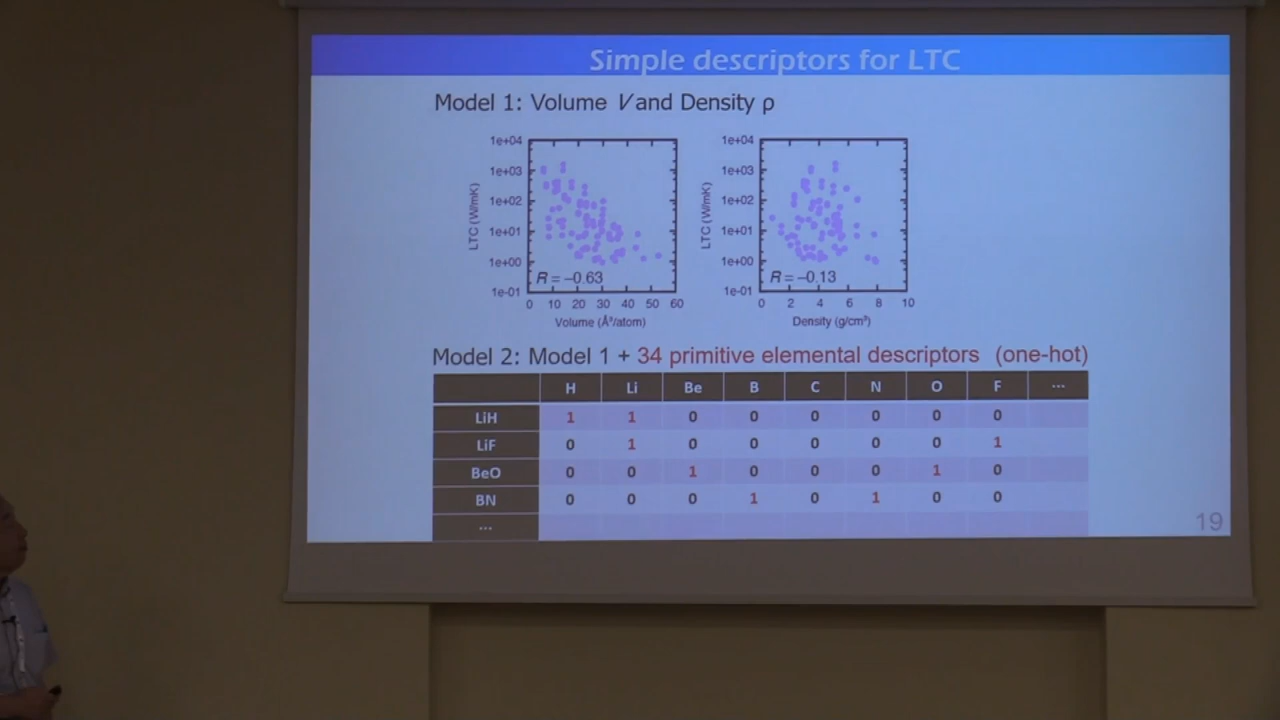 Simple descriptors for LTC
Model 1: Volume V and Density ρ
1e+04
1e+03
1e+02
1e+01
1e+00
1e-01
LTC (W/mK)
R = −0.63
0 10 20 30 40 50 60
Volume (Å³/atom)
1e+04
1e+03
1e+02
1e+01
1e+00
1e-01
LTC (W/mK)
R = −0.13
0 2 4 6 8 10
Density (g/cm³)
Model 2: Model 1 + 34 primitive elemental descriptors (one-hot)
H Li Be B C N O F ...
LiH 1 1 0 0 0 0 0 0
LiF 0 1 0 0 0 0 0 1
BeO 0 0 1 0 0 0 1 0
BN 0 0 0 1 0 1 0 0
...
19